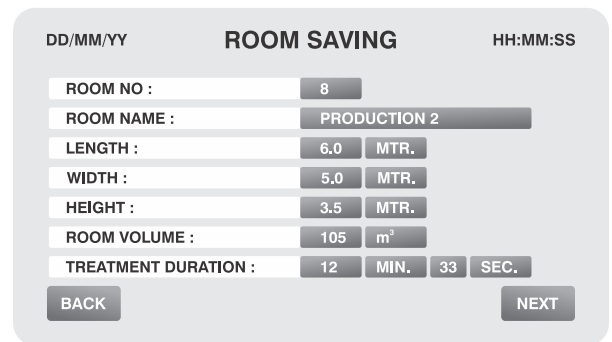 DD/MM/YY ROOM SAVING HH:MM:SS
ROOM NO : 8
ROOM NAME : PRODUCTION 2
LENGTH : 6.0 MTR.
WIDTH : 5.0 MTR.
HEIGHT : 3.5 MTR.
ROOM VOLUME : 105 m³
TREATMENT DURATION : 12 MIN. 33 SEC.
BACK NEXT